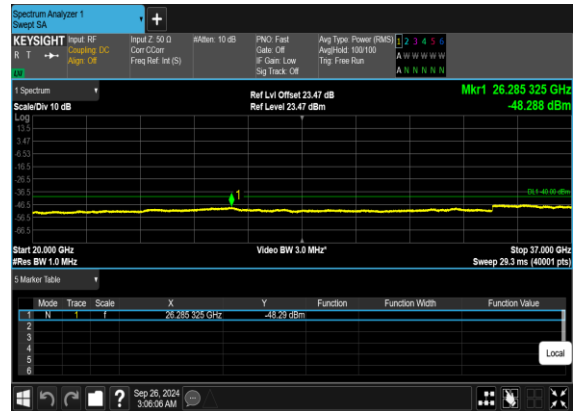 Spectrum Analyzer 1
Swept SA
KEYSIGHT Input: RF Input Z: 50 Ω #Atten: 10 dB PNO: Fast Avg Type: Power (RMS) 1 2 3 4 5 6
R T Coupling: DC Corr CCorr Gate: Off Avg|Hold: 100/100 A W W W W W
Align: Off Freq Ref: Int (S) IF Gain: Low Trig: Free Run
Sig Track: Off A N N N N N
LXI
1 Spectrum Ref Lvl Offset 23.47 dB Mkr1 26.285 325 GHz
Scale/Div 10 dB Ref Level 23.47 dBm -48.288 dBm
Log
13.5
3.47
-6.53
-16.5
-26.5
-36.5 1 DL1 -40.00 dBm
-46.5
-56.5
-66.5
Start 20.000 GHz Video BW 3.0 MHz* Stop 37.000 GHz
#Res BW 1.0 MHz Sweep 29.3 ms (40001 pts)
5 Marker Table
Mode Trace Scale X Y Function Function Width Function Value
1 N 1 f 26.285 325 GHz -48.29 dBm
2
3
4
5
6
Local
? Sep 26, 2024
3:06:06 AM